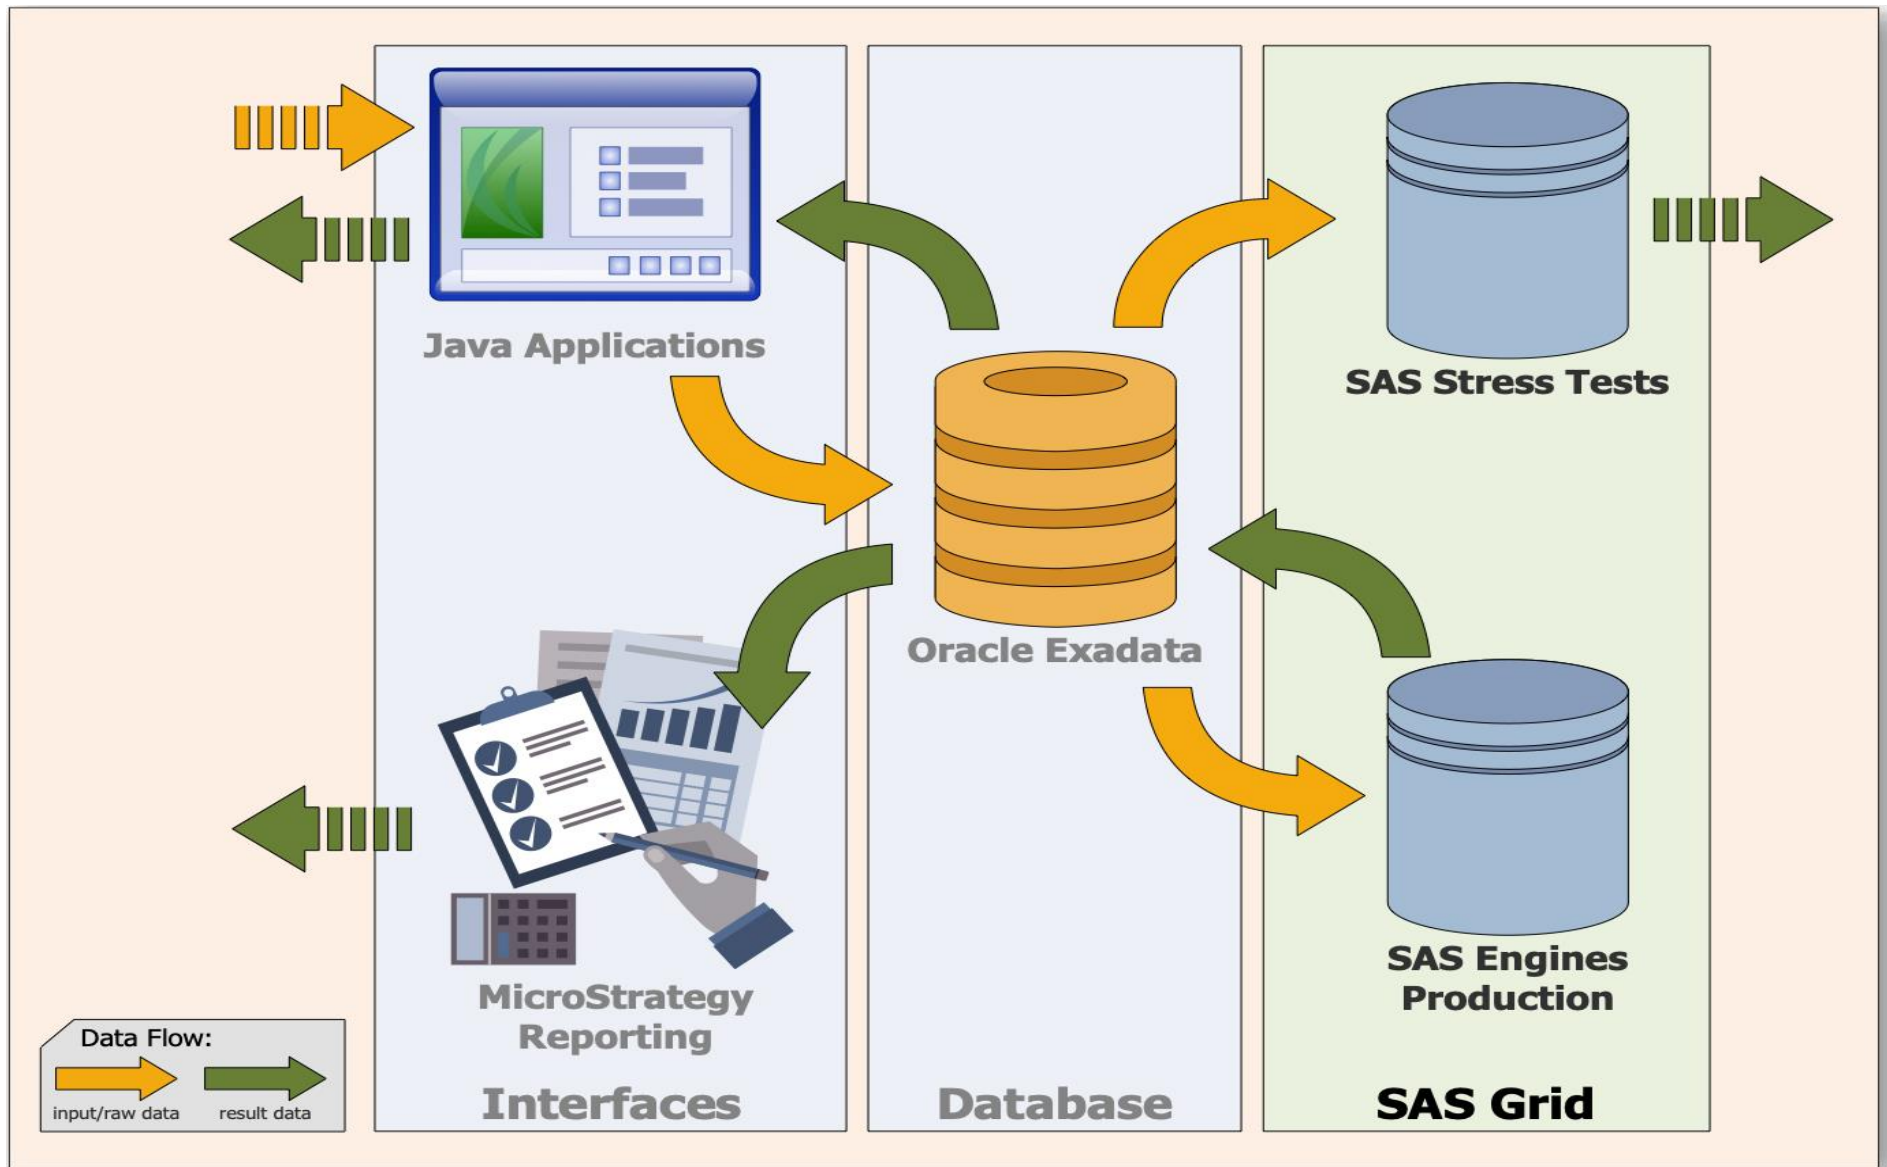 Java Applications
SAS Stress Tests
Oracle Exadata
MicroStrategy
Reporting
SAS Engines
Production
Data Flow:
input/raw data
result data
Interfaces
Database
SAS Grid